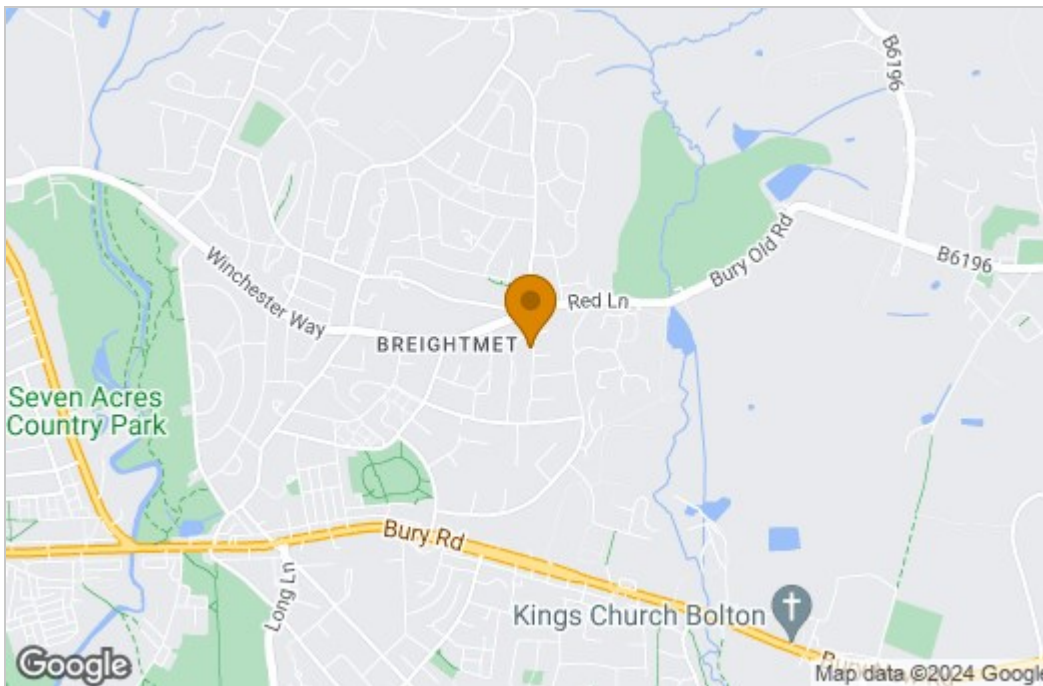 B6196
Winchester Way
Bury Old Rd
B6196
Red Ln
BREIGHTMET
Seven Acres
Country Park
Bury Rd
Long Ln
Kings Church Bolton
Google
Map data ©2024 Google